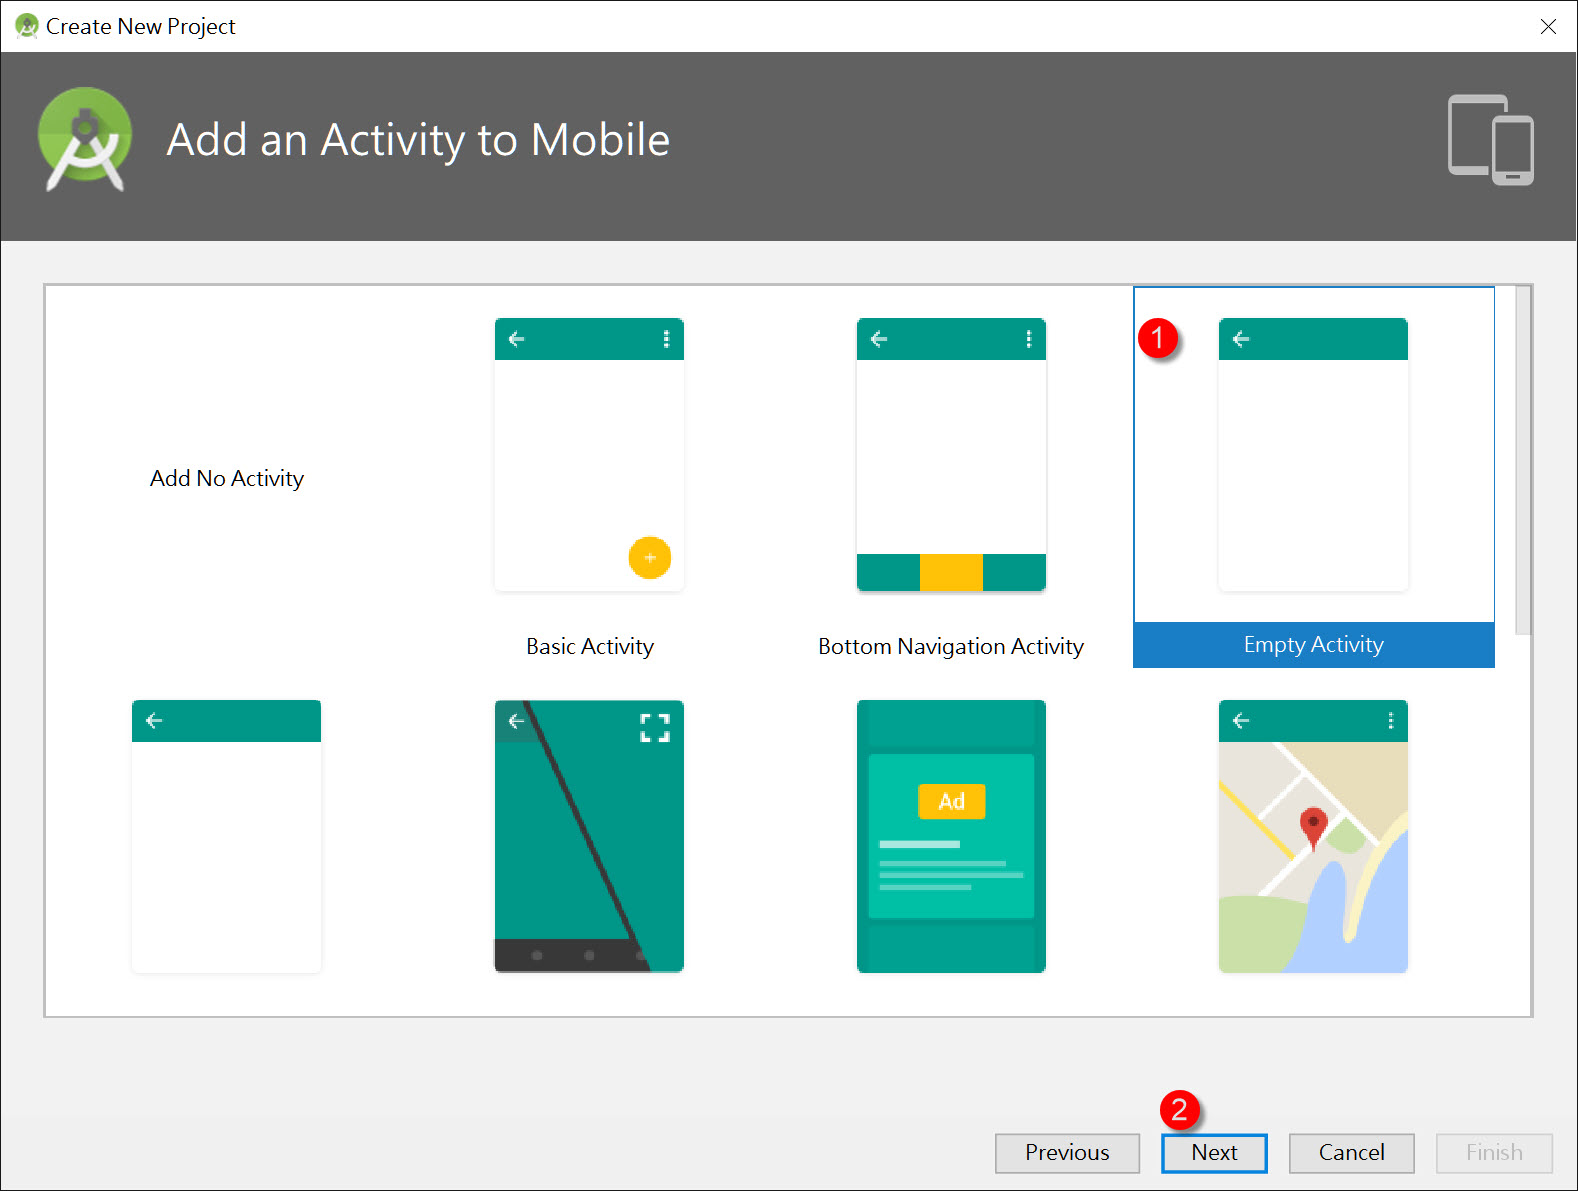 Create New Project
Add an Activity to Mobile
1
Add No Activity
Basic Activity
Bottom Navigation Activity
Empty Activity
Ad
2
Previous
Next
Cancel
Finish